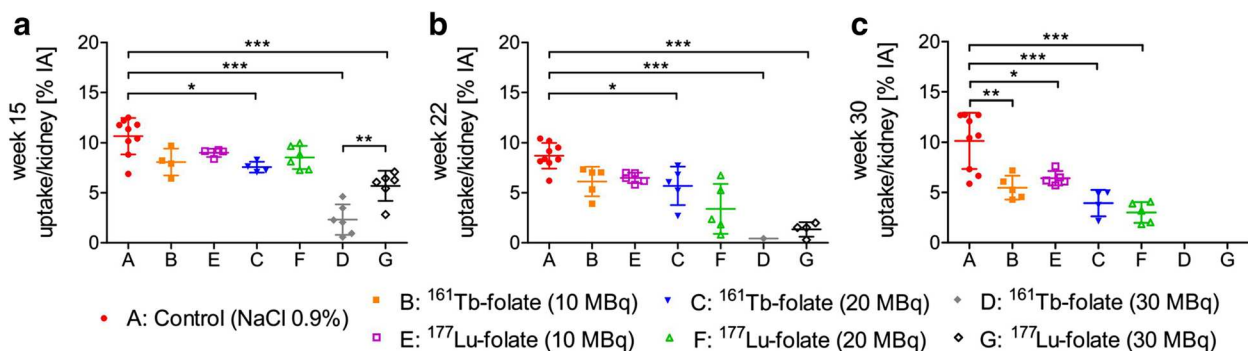 a
week 15
uptake/kidney [% IA]
20
15
10
5
0
***
***
*
**
A B E C F D G
b
week 22
uptake/kidney [% IA]
20
15
10
5
0
***
***
*
A B E C F D G
c
week 30
uptake/kidney [% IA]
20
15
10
5
0
***
***
*
**
A B E C F D G
A: Control (NaCl 0.9%)
B: ¹⁶¹Tb-folate (10 MBq)
C: ¹⁶¹Tb-folate (20 MBq)
D: ¹⁶¹Tb-folate (30 MBq)
E: ¹⁷⁷Lu-folate (10 MBq)
F: ¹⁷⁷Lu-folate (20 MBq)
G: ¹⁷⁷Lu-folate (30 MBq)